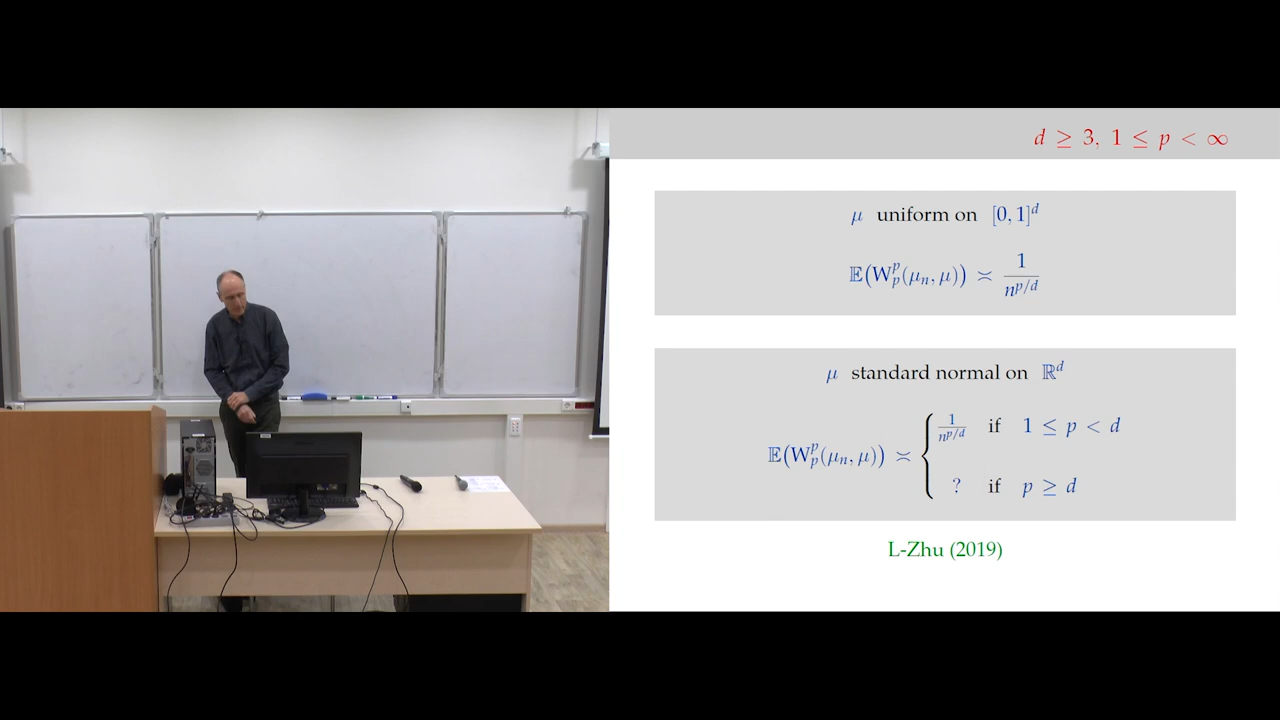 d ≥ 3, 1 ≤ p < ∞
μ uniform on [0, 1]^d
𝔼(W_p^p(μ_n, μ)) ≍ 1/n^{p/d}
μ standard normal on ℝ^d
𝔼(W_p^p(μ_n, μ)) ≍ { 1/n^{p/d} if 1 ≤ p < d
? if p ≥ d
L-Zhu (2019)